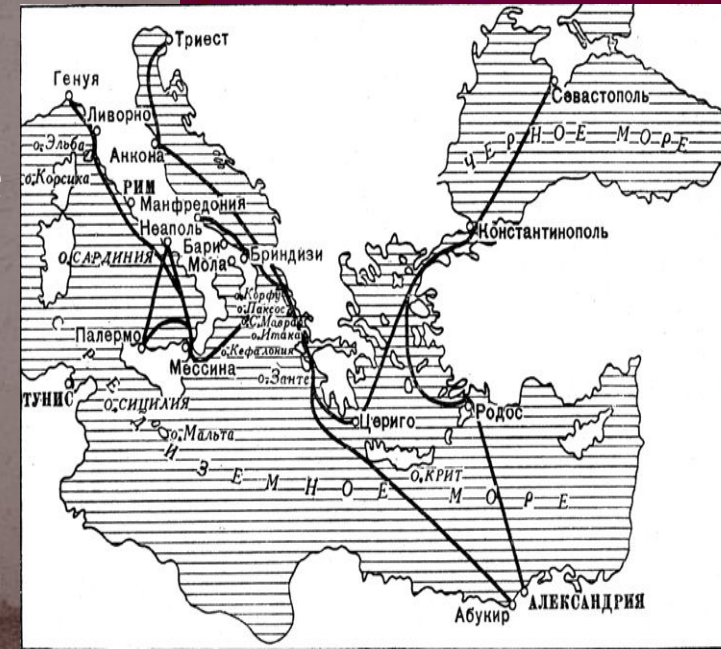 Триест
Генуя
Ливорно
о. Эльба
о. Корсика
Анкона
РИМ
Манфредония
Неаполь
Бари
о. САРДИНИЯ
Мола
Бриндизи
о. Корфу
о. Паксос
о. С. Мавра
о. Итака
о. Кефалония
о. Занте
Палермо
Мессина
ТУНИС
о. СИЦИЛИЯ
о. Мальта
Цериго
Родос
о. КРИТ
СРЕДИЗЕМНОЕ МОРЕ
Абукир
АЛЕКСАНДРИЯ
Севастополь
ЧЕРНОЕ МОРЕ
Константинополь